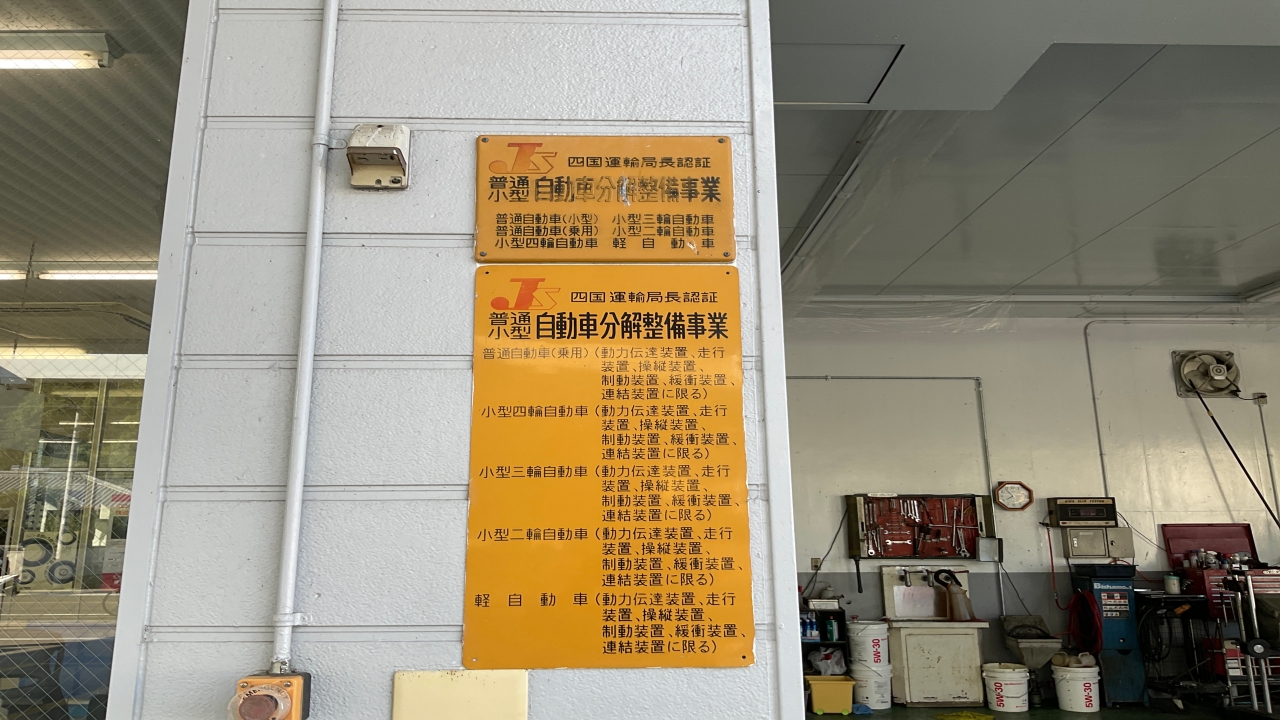 JS 四国運輸局長認証
普通
小型 自動車分解整備事業
普通自動車(小型) 小型三輪自動車
普通自動車(乗用) 小型二輪自動車
小型四輪自動車 軽自動車
JS 四国運輸局長認証
普通
小型 自動車分解整備事業
普通自動車(乗用)(動力伝達装置、走行
装置、操縦装置、
制動装置、緩衝装置、
連結装置に限る)
小型四輪自動車(動力伝達装置、走行
装置、操縦装置、
制動装置、緩衝装置、
連結装置に限る)
小型三輪自動車(動力伝達装置、走行
装置、操縦装置、
制動装置、緩衝装置、
連結装置に限る)
小型二輪自動車(動力伝達装置、走行
装置、操縦装置、
制動装置、緩衝装置、
連結装置に限る)
軽自動車(動力伝達装置、走行
装置、操縦装置、
制動装置、緩衝装置、
連結装置に限る)
5W-30
5W-30
5W-30